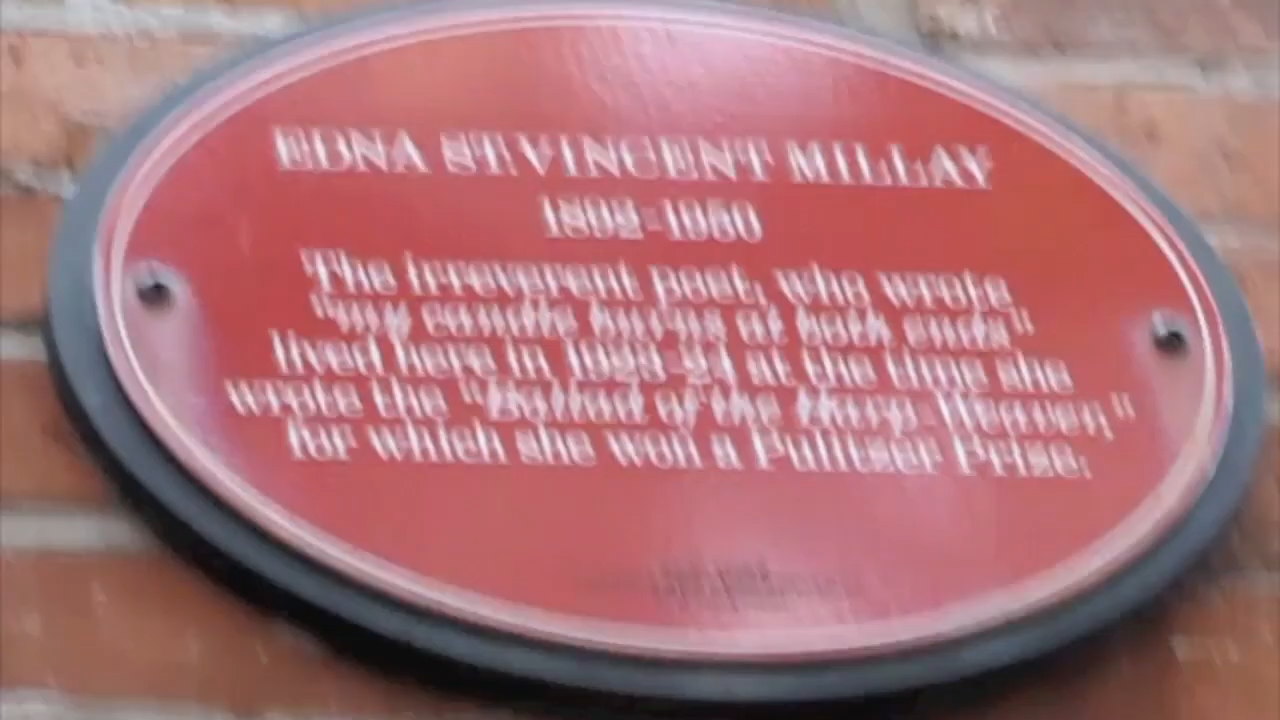 EDNA ST. VINCENT MILLAY
1892-1950
The irreverent poet, who wrote
"my candle burns at both ends"
lived here in 1923-24 at the time she
wrote the "Ballad of the Harp-Weaver,"
for which she won a Pulitzer Prize.